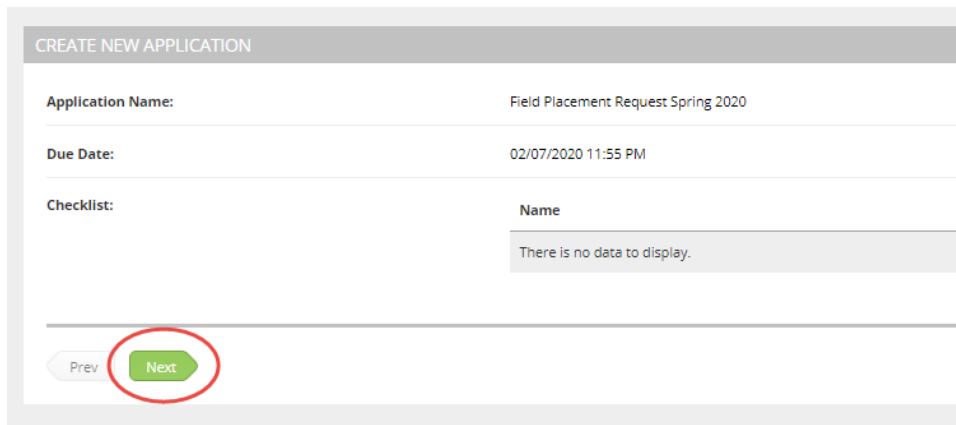 CREATE NEW APPLICATION
Application Name: Field Placement Request Spring 2020
Due Date: 02/07/2020 11:55 PM
Checklist: Name
There is no data to display.
Prev Next